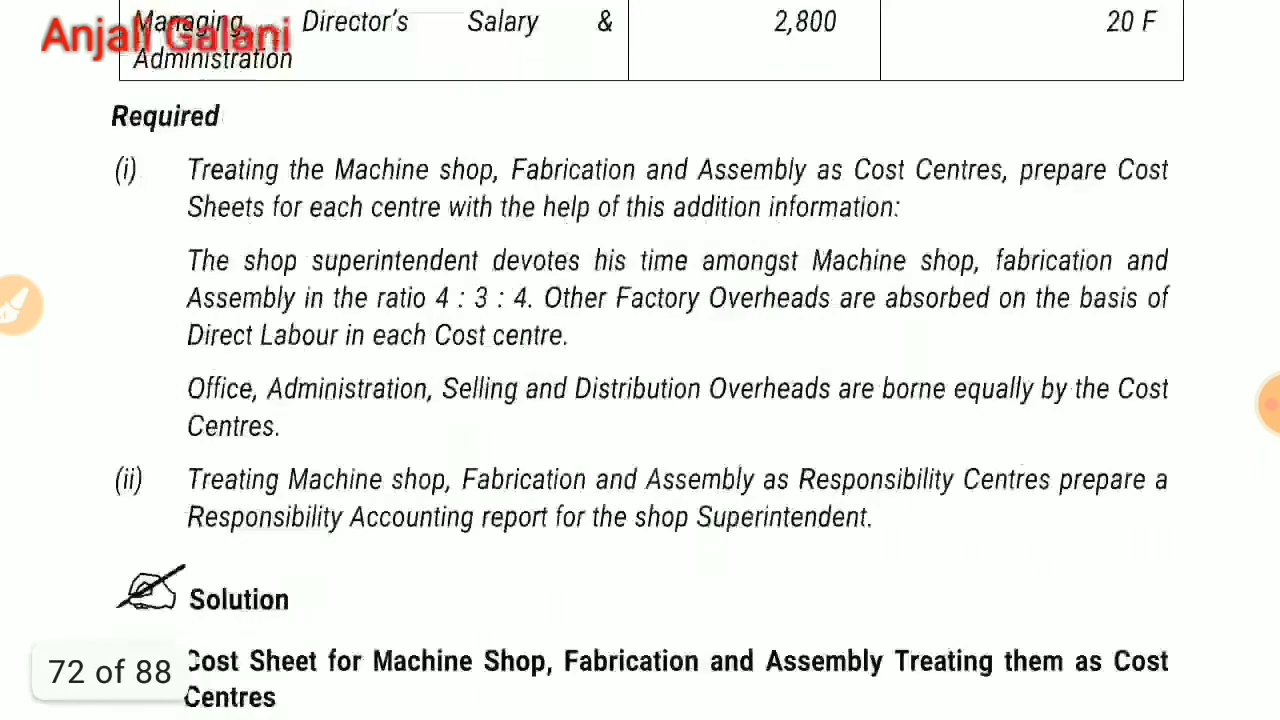 Anjali Galani
Managing Director's Salary & 2,800 20 F
Administration
Required
(i) Treating the Machine shop, Fabrication and Assembly as Cost Centres, prepare Cost
Sheets for each centre with the help of this addition information:
The shop superintendent devotes his time amongst Machine shop, fabrication and
Assembly in the ratio 4 : 3 : 4. Other Factory Overheads are absorbed on the basis of
Direct Labour in each Cost centre.
Office, Administration, Selling and Distribution Overheads are borne equally by the Cost
Centres.
(ii) Treating Machine shop, Fabrication and Assembly as Responsibility Centres prepare a
Responsibility Accounting report for the shop Superintendent.
Solution
Cost Sheet for Machine Shop, Fabrication and Assembly Treating them as Cost
Centres
72 of 88